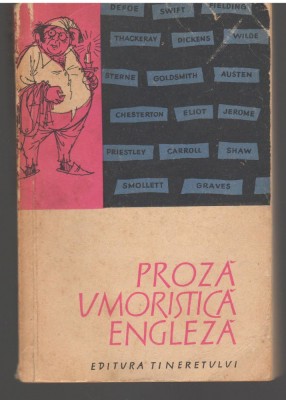 DEFOE SWIFT FIELDING
THACKERAY DICKENS WILDE
STERNE GOLDSMITH AUSTEN
CHESTERTON ELIOT JEROME
PRIESTLEY CARROLL SHAW
SMOLLETT GRAVES
PROZĂ
UMORISTICĂ
ENGLEZĂ
EDITURA TINERETULUI